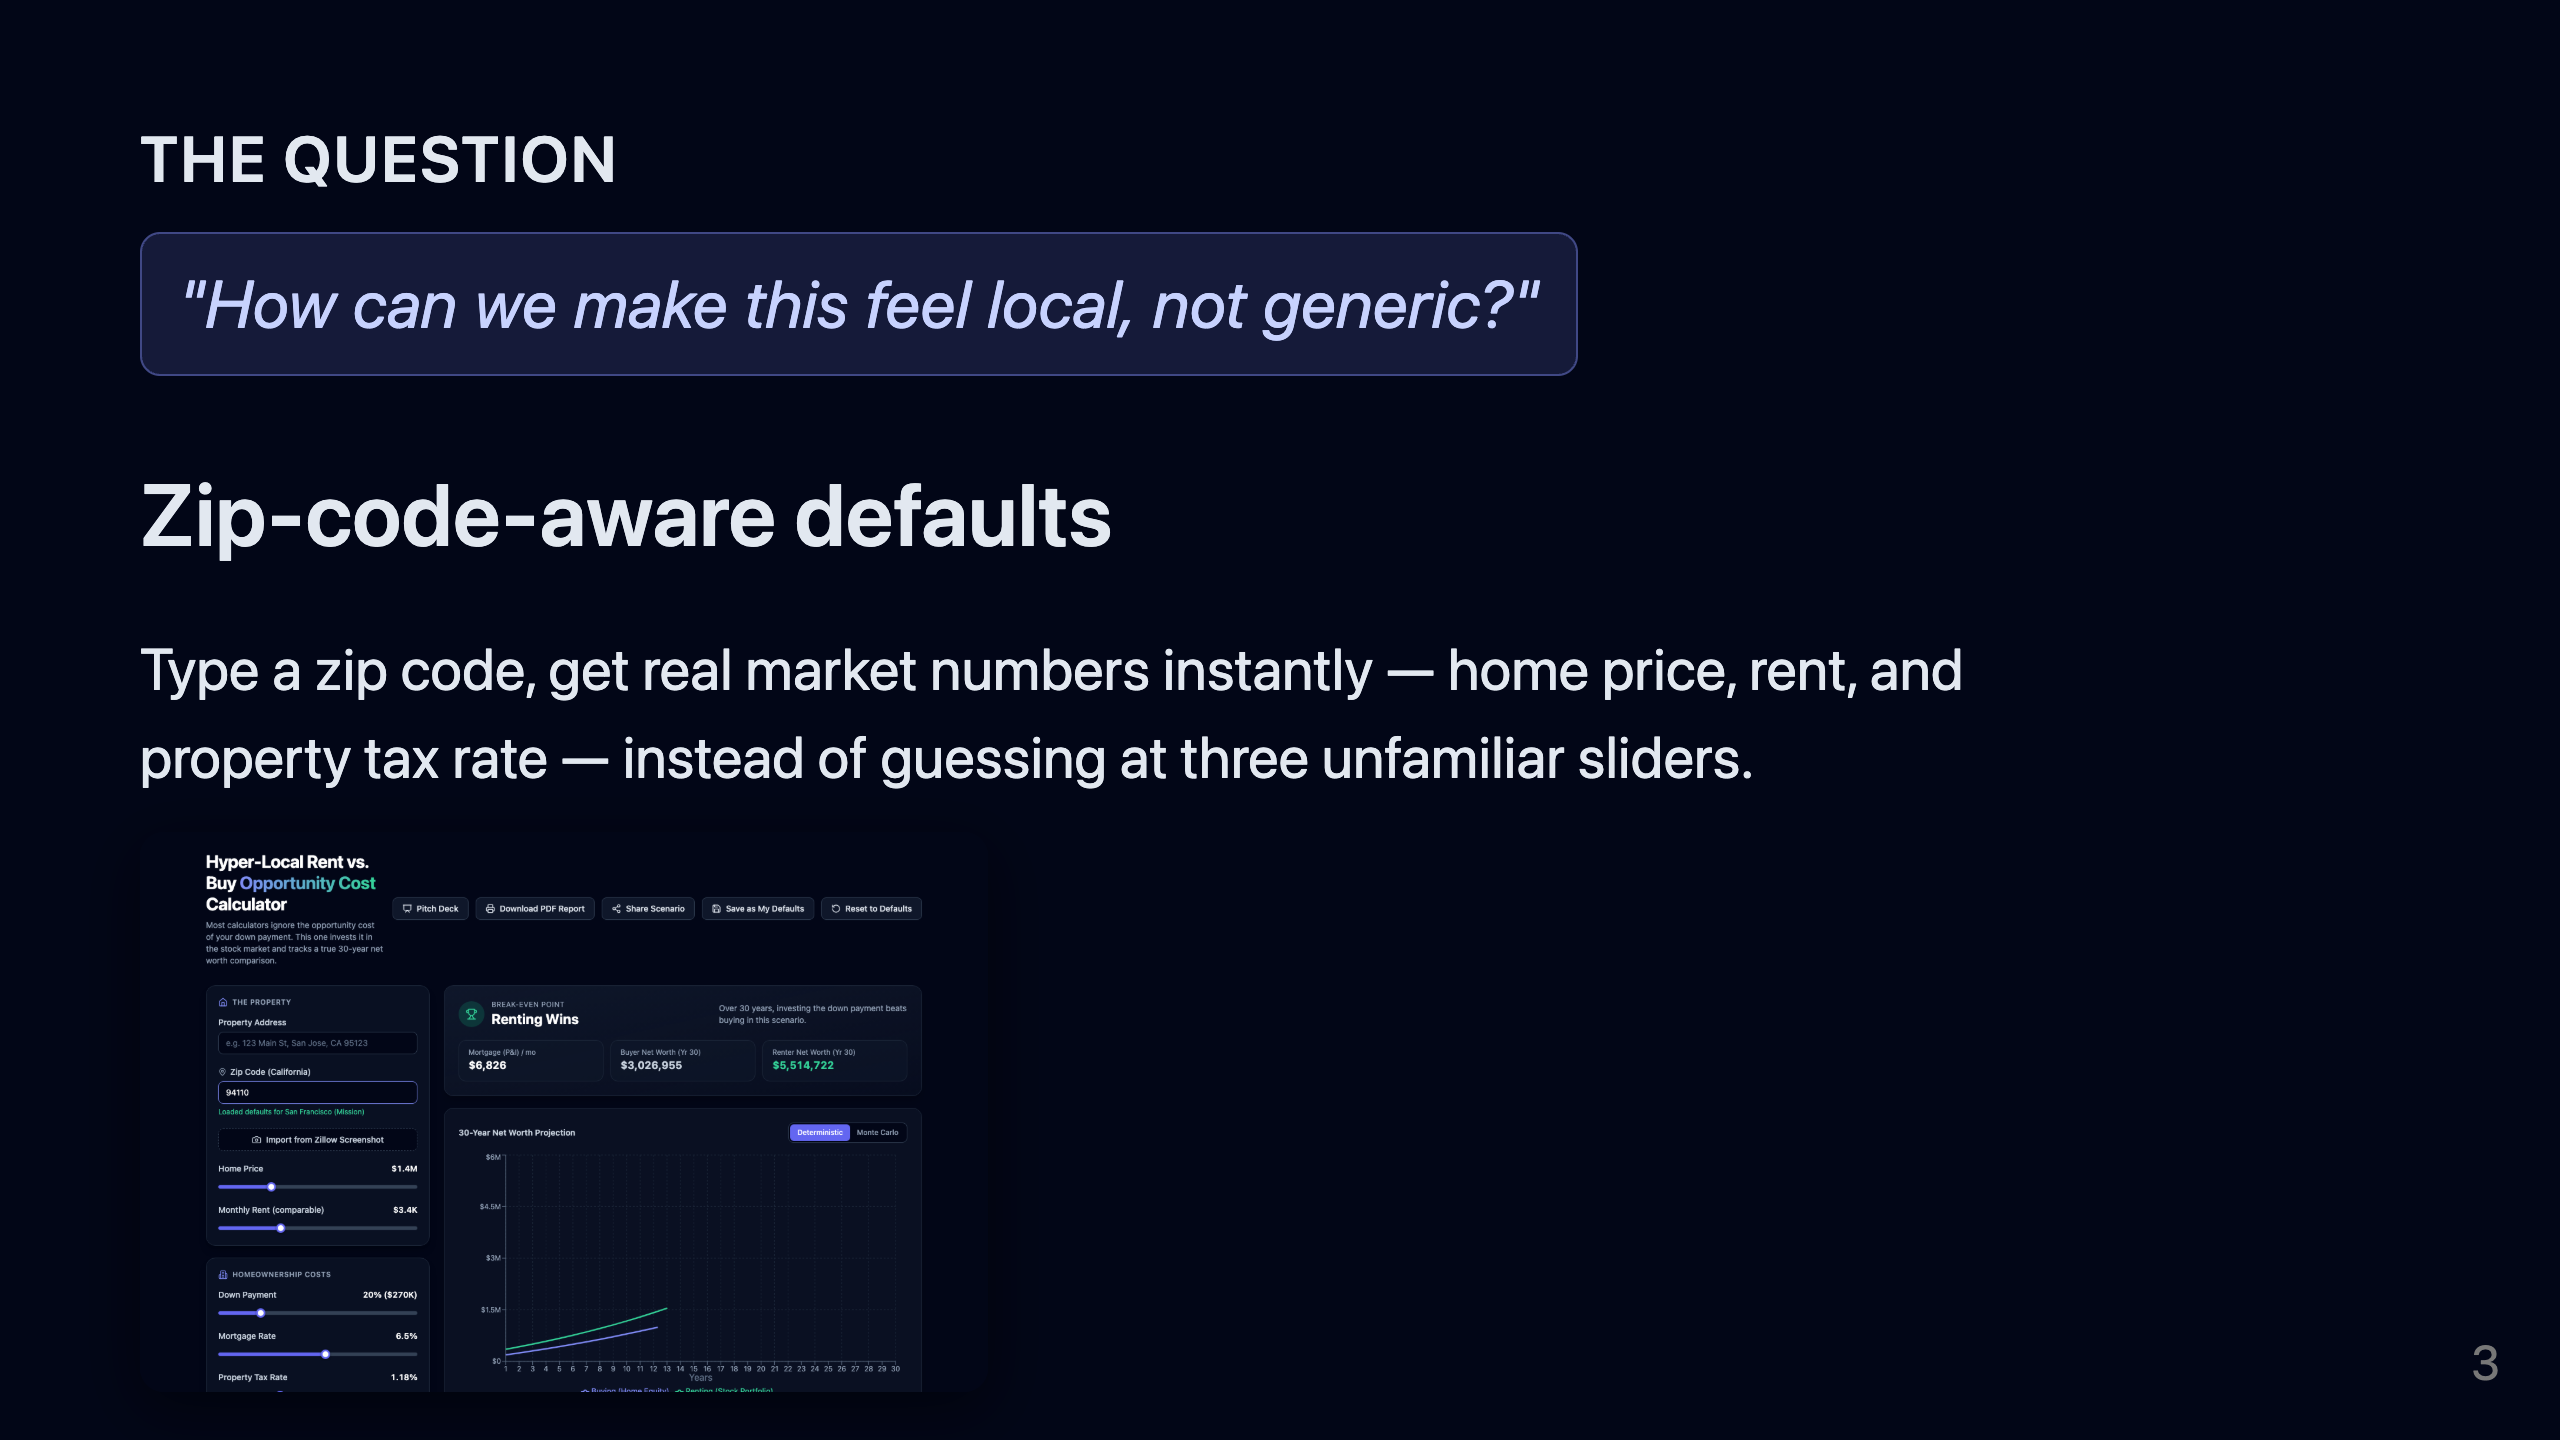 THE QUESTION
"How can we make this feel local, not generic?"
Zip-code-aware defaults
Type a zip code, get real market numbers instantly — home price, rent, and
property tax rate — instead of guessing at three unfamiliar sliders.
Hyper-Local Rent vs.
Buy Opportunity Cost
Calculator
Most calculators ignore the opportunity cost
of your down payment. This one invests it in
the stock market and tracks a true 30-year net
worth comparison.
Pitch Deck
Download PDF Report
Share Scenario
Save as My Defaults
Reset to Defaults
THE PROPERTY
Property Address
e.g. 123 Main St, San Jose, CA 95123
Zip Code (California)
94110
Loaded defaults for San Francisco (Mission)
Import from Zillow Screenshot
Home Price $1.4M
Monthly Rent (comparable) $3.4K
HOMEOWNERSHIP COSTS
Down Payment 20% ($270K)
Mortgage Rate 6.5%
Property Tax Rate 1.18%
BREAK-EVEN POINT
Renting Wins
Over 30 years, investing the down payment beats
buying in this scenario.
Mortgage (P&I) / mo
$6,826
Buyer Net Worth (Yr 30)
$3,026,955
Renter Net Worth (Yr 30)
$5,514,722
30-Year Net Worth Projection
Deterministic Monte Carlo
$6M
$4.5M
$3M
$1.5M
$0
1 2 3 4 5 6 7 8 9 10 11 12 13 14 15 16 17 18 19 20 21 22 23 24 25 26 27 28 29 30
Years
Buying (Home Equity) Renting (Stock Portfolio)
3